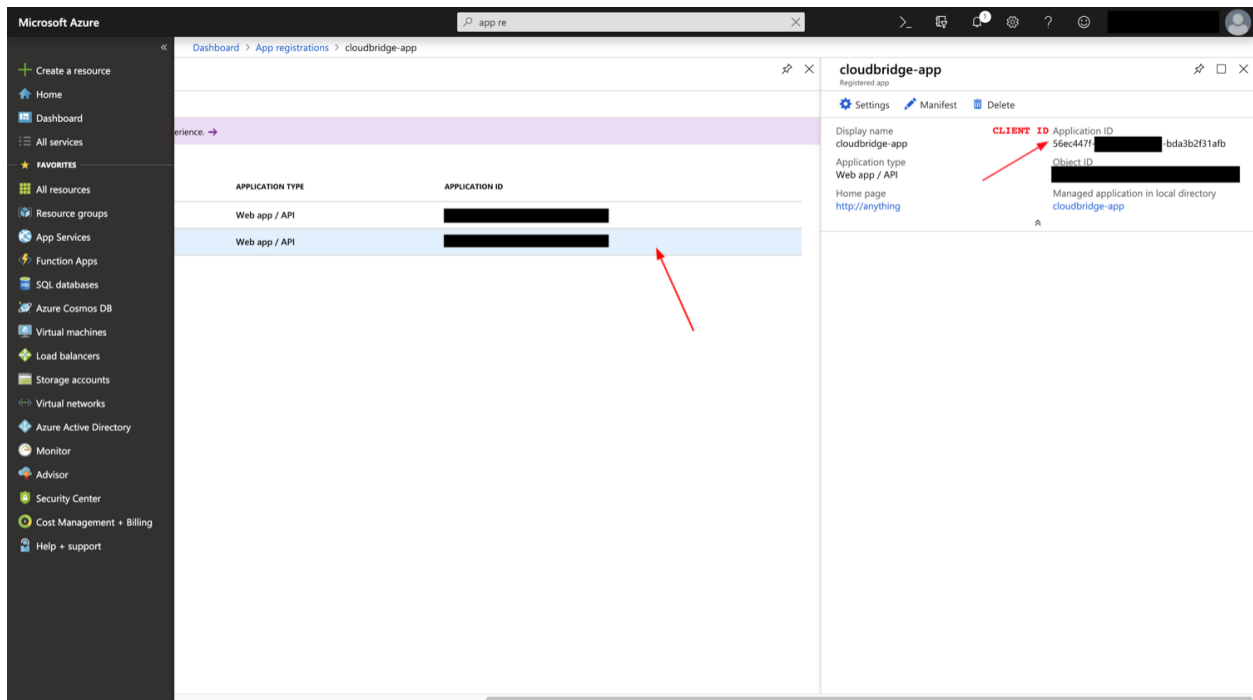 Microsoft Azure
app re
1
Dashboard > App registrations > cloudbridge-app
Create a resource
Home
Dashboard
All services
FAVORITES
All resources
Resource groups
App Services
Function Apps
SQL databases
Azure Cosmos DB
Virtual machines
Load balancers
Storage accounts
Virtual networks
Azure Active Directory
Monitor
Advisor
Security Center
Cost Management + Billing
Help + support
erience.
APPLICATION TYPE APPLICATION ID
Web app / API
Web app / API
cloudbridge-app
Registered app
Settings Manifest Delete
Display name
cloudbridge-app
Application type
Web app / API
Home page
http://anything
CLIENT ID Application ID
56ec447f- -bda3b2f31afb
Object ID
Managed application in local directory
cloudbridge-app